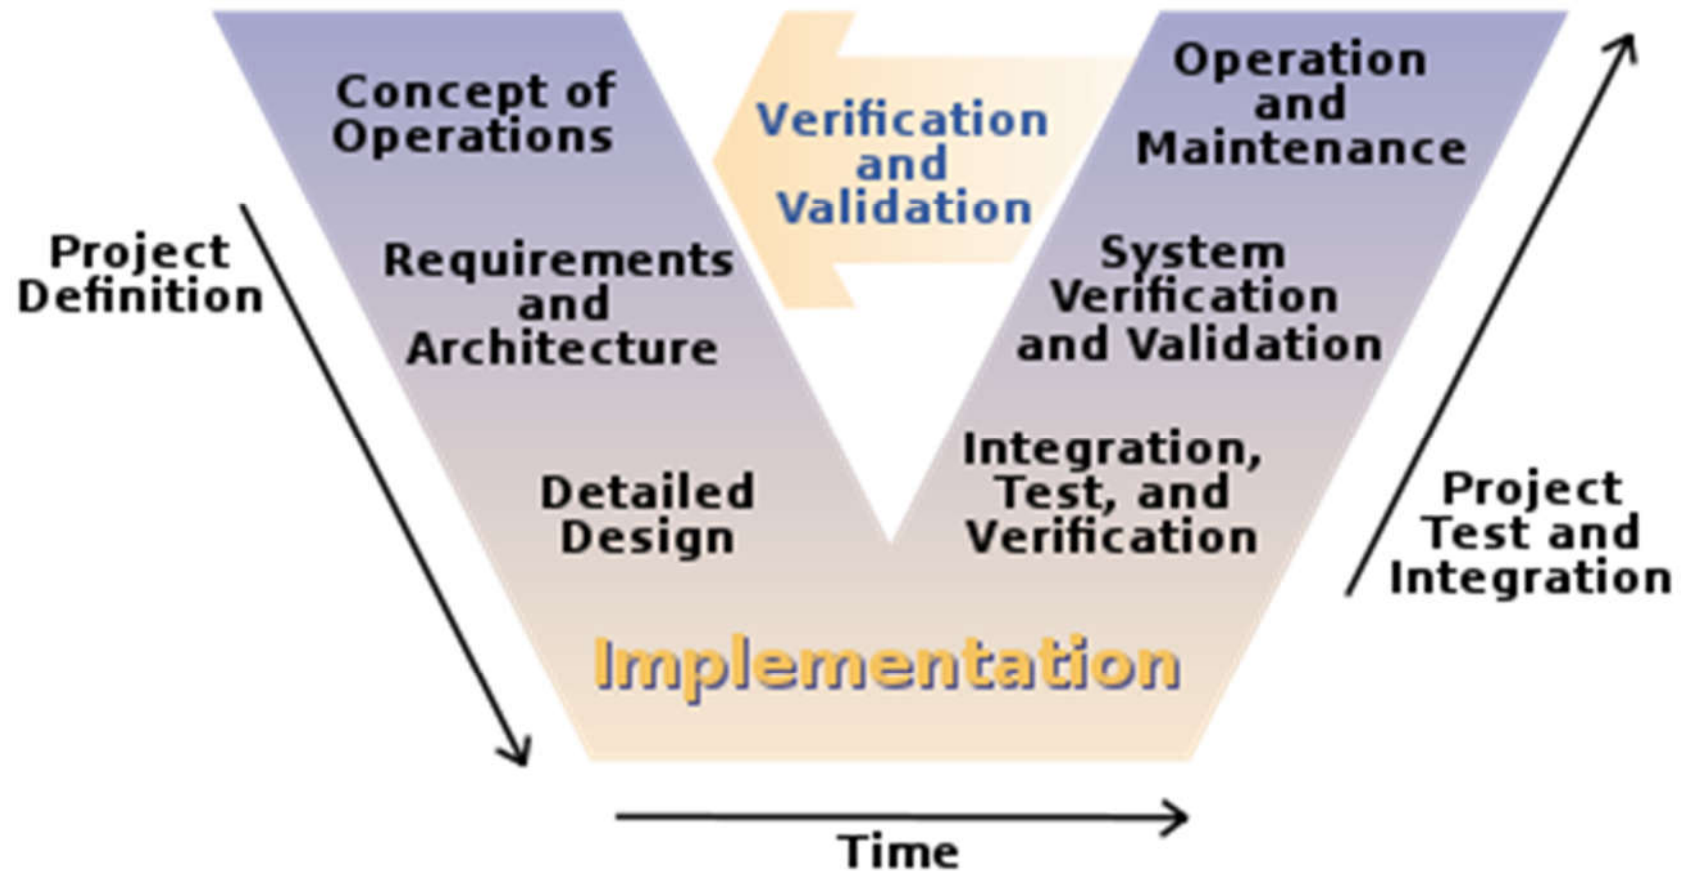 Concept of
Operations
Requirements
and
Architecture
Detailed
Design
Project
Definition
Implementation
Verification
and
Validation
Operation
and
Maintenance
System
Verification
and Validation
Integration,
Test, and
Verification
Project
Test and
Integration
Time